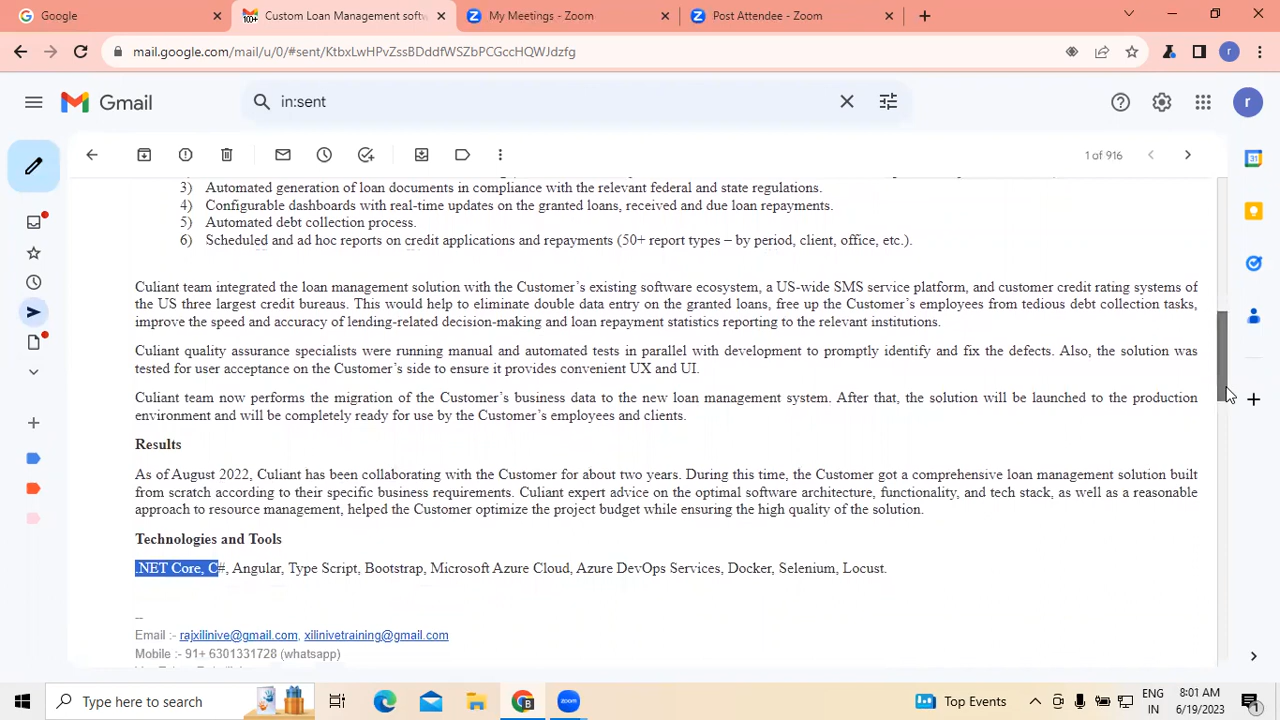 Google
Custom Loan Management softw
My Meetings - Zoom
Post Attendee - Zoom
mail.google.com/mail/u/0/#sent/KtbxLwHPvZssBDddfWSZbPCGccHQWJdzfg
r
Gmail
in:sent
r
31
1 of 916
3) Automated generation of loan documents in compliance with the relevant federal and state regulations.
4) Configurable dashboards with real-time updates on the granted loans, received and due loan repayments.
5) Automated debt collection process.
6) Scheduled and ad hoc reports on credit applications and repayments (50+ report types – by period, client, office, etc.).
Culiant team integrated the loan management solution with the Customer's existing software ecosystem, a US-wide SMS service platform, and customer credit rating systems of
the US three largest credit bureaus. This would help to eliminate double data entry on the granted loans, free up the Customer's employees from tedious debt collection tasks,
improve the speed and accuracy of lending-related decision-making and loan repayment statistics reporting to the relevant institutions.
Culiant quality assurance specialists were running manual and automated tests in parallel with development to promptly identify and fix the defects. Also, the solution was
tested for user acceptance on the Customer's side to ensure it provides convenient UX and UI.
Culiant team now performs the migration of the Customer's business data to the new loan management system. After that, the solution will be launched to the production
environment and will be completely ready for use by the Customer's employees and clients.
Results
As of August 2022, Culiant has been collaborating with the Customer for about two years. During this time, the Customer got a comprehensive loan management solution built
from scratch according to their specific business requirements. Culiant expert advice on the optimal software architecture, functionality, and tech stack, as well as a reasonable
approach to resource management, helped the Customer optimize the project budget while ensuring the high quality of the solution.
Technologies and Tools
.NET Core, C#, Angular, Type Script, Bootstrap, Microsoft Azure Cloud, Azure DevOps Services, Docker, Selenium, Locust.
--
Email :- rajxilinive@gmail.com, xilinivetraining@gmail.com
Mobile :- 91+ 6301331728 (whatsapp)
Type here to search
Top Events
ENG
IN
8:01 AM
6/19/2023